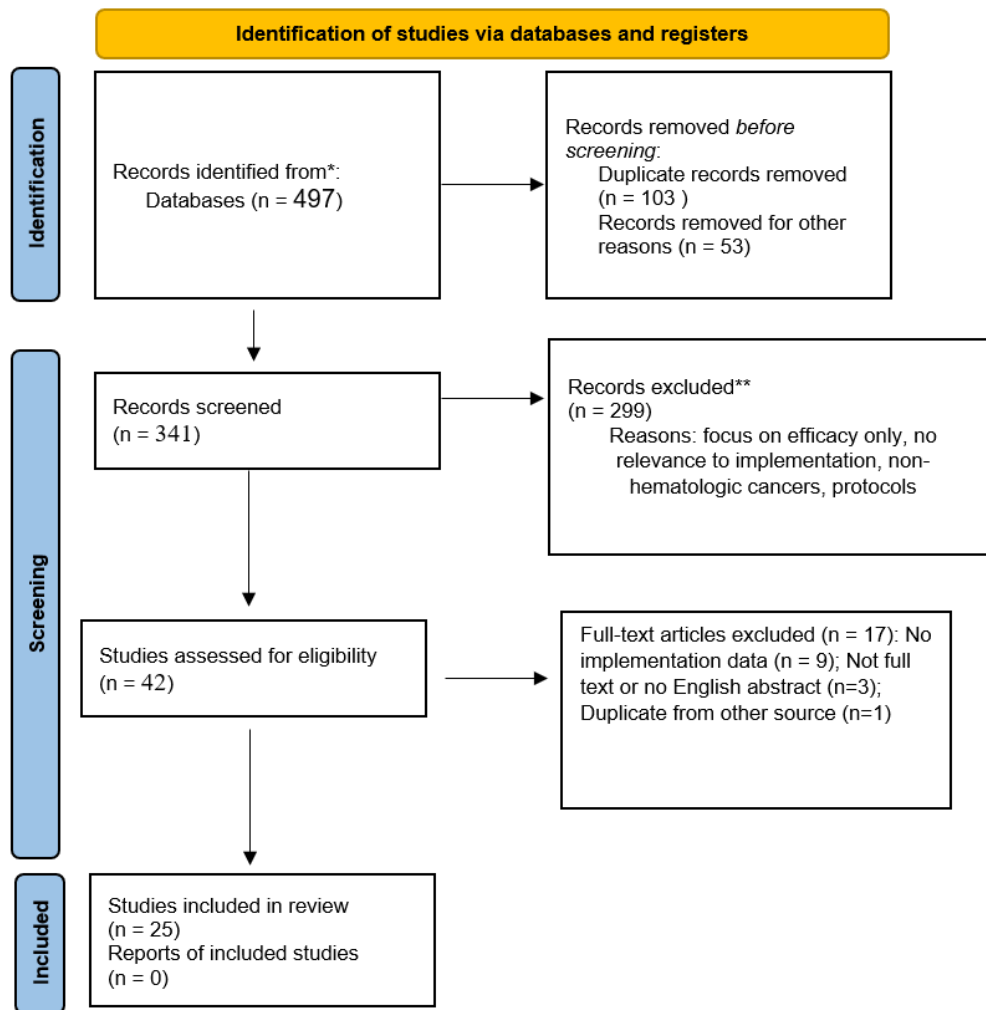 Identification of studies via databases and registers
Identification
Records identified from*:
Databases (n = 497)
Records removed before
screening:
Duplicate records removed
(n = 103 )
Records removed for other
reasons (n = 53)
Screening
Records screened
(n = 341)
Records excluded**
(n = 299)
Reasons: focus on efficacy only, no
relevance to implementation, non-
hematologic cancers, protocols
Studies assessed for eligibility
(n = 42)
Full-text articles excluded (n = 17): No
implementation data (n = 9); Not full
text or no English abstract (n=3);
Duplicate from other source (n=1)
Included
Studies included in review
(n = 25)
Reports of included studies
(n = 0)